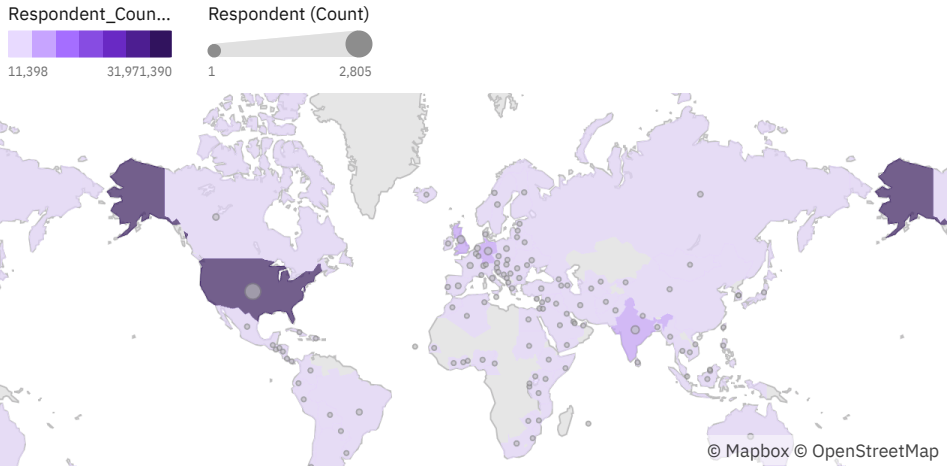 Respondent_Coun...
11,398 31,971,390
Respondent (Count)
1 2,805
© Mapbox © OpenStreetMap